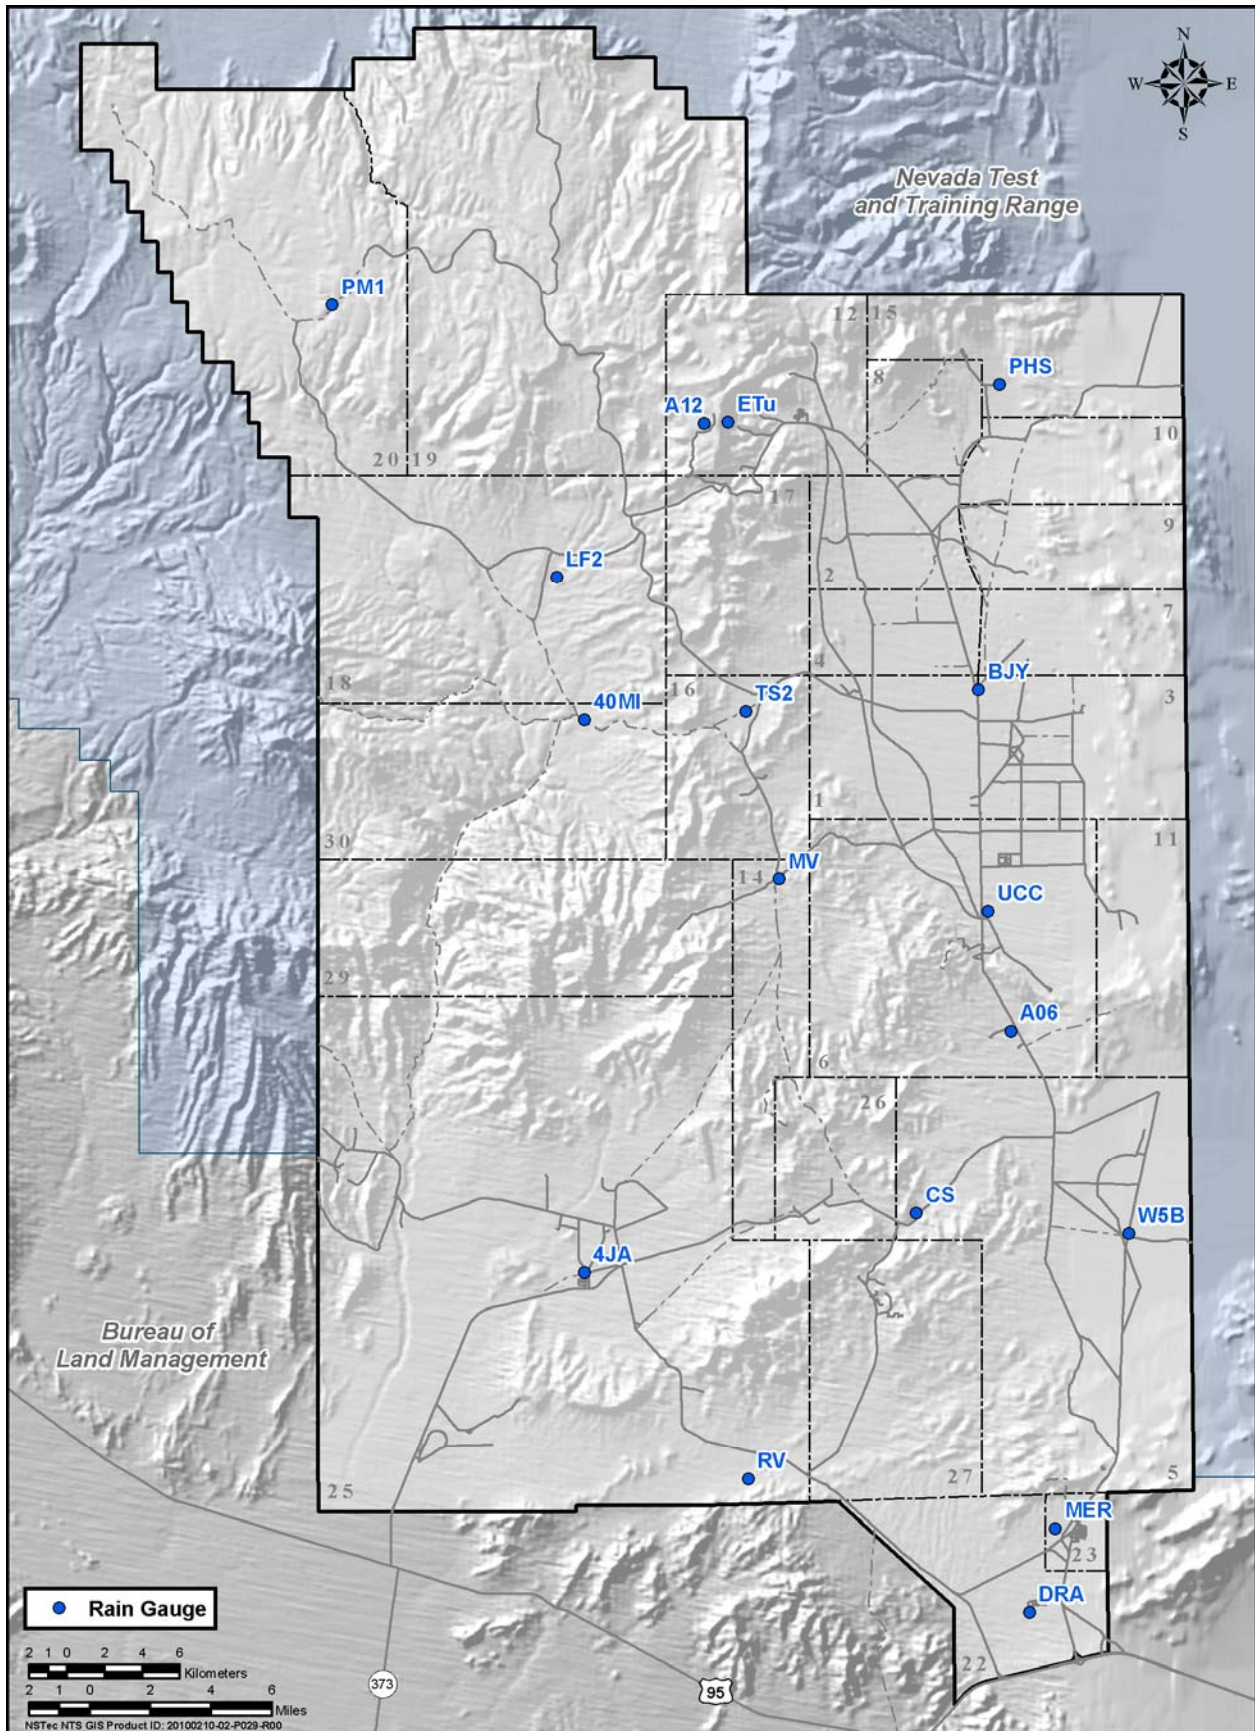 N
W E
S
Nevada Test
and Training Range
PM1
12 15
PHS
8
A12 ETu
10
20 19
17
9
LF2
2
7
4
BJY
18
16
TS2
3
40MI
1
11
30
MV
14
UCC
29
A06
6
26
CS
W5B
4JA
Bureau of
Land Management
RV
25
27
5
MER
23
DRA
22
Rain Gauge
2 1 0 2 4 6
Kilometers
2 1 0 2 4 6
Miles
373
95
NSTec NTS GIS Product ID: 20100210-02-P029-R00